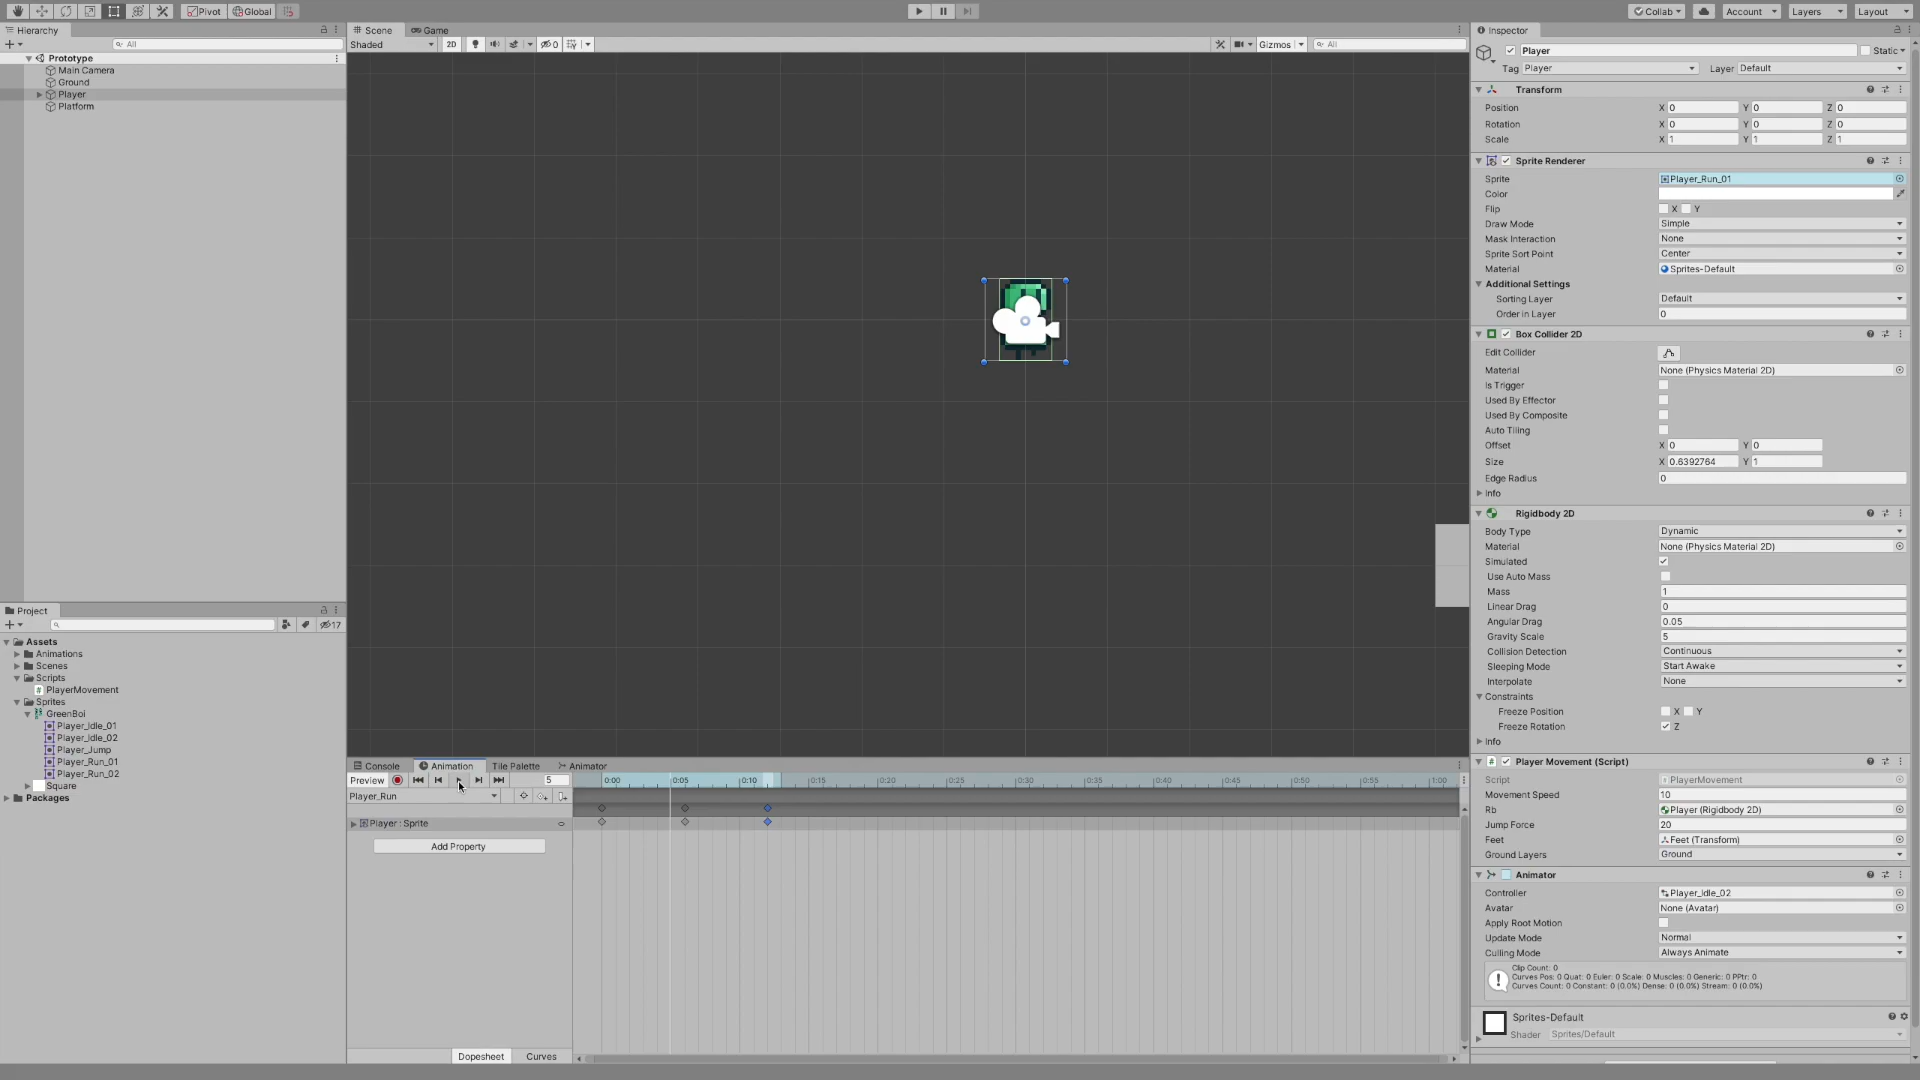 Pivot Global Collab Account Layers Layout
Hierarchy
All
Prototype
Main Camera
Ground
Player
Platform
Scene Game
Shaded 2D 0 Gizmos All
Inspector
Player Static
Tag Player Layer Default
Transform
Position X 0 Y 0 Z 0
Rotation X 0 Y 0 Z 0
Scale X 1 Y 1 Z 1
Sprite Renderer
Sprite Player_Run_01
Color
Flip X Y
Draw Mode Simple
Mask Interaction None
Sprite Sort Point Center
Material Sprites-Default
Additional Settings
Sorting Layer Default
Order in Layer 0
Box Collider 2D
Edit Collider
Material None (Physics Material 2D)
Is Trigger
Used By Effector
Used By Composite
Auto Tiling
Offset X 0 Y 0
Size X 0.6392764 Y 1
Edge Radius 0
Info
Rigidbody 2D
Body Type Dynamic
Material None (Physics Material 2D)
Simulated
Use Auto Mass
Mass 1
Linear Drag 0
Angular Drag 0.05
Gravity Scale 5
Collision Detection Continuous
Sleeping Mode Start Awake
Interpolate None
Constraints
Freeze Position X Y
Freeze Rotation Z
Info
Player Movement (Script)
Script PlayerMovement
Movement Speed 10
Rb Player (Rigidbody 2D)
Jump Force 20
Feet Feet (Transform)
Ground Layers Ground
Animator
Controller Player_Idle_02
Avatar None (Avatar)
Apply Root Motion
Update Mode Normal
Culling Mode Always Animate
Clip Count: 0
Curves Pos: 0 Quat: 0 Euler: 0 Scale: 0 Muscles: 0 Generic: 0 PPtr: 0
Curves Count: 0 Constant: 0 (0.0%) Dense: 0 (0.0%) Stream: 0 (0.0%)
Sprites-Default
Shader Sprites/Default
Project
17
Assets
Animations
Scenes
Scripts
PlayerMovement
Sprites
GreenBoi
Player_Idle_01
Player_Idle_02
Player_Jump
Player_Run_01
Player_Run_02
Square
Packages
Console Animation Tile Palette Animator
Preview 5 0:00 0:05 0:10 0:15 0:20 0:25 0:30 0:35 0:40 0:45 0:50 0:55 1:00
Player_Run
Player : Sprite
Add Property
Dopesheet Curves